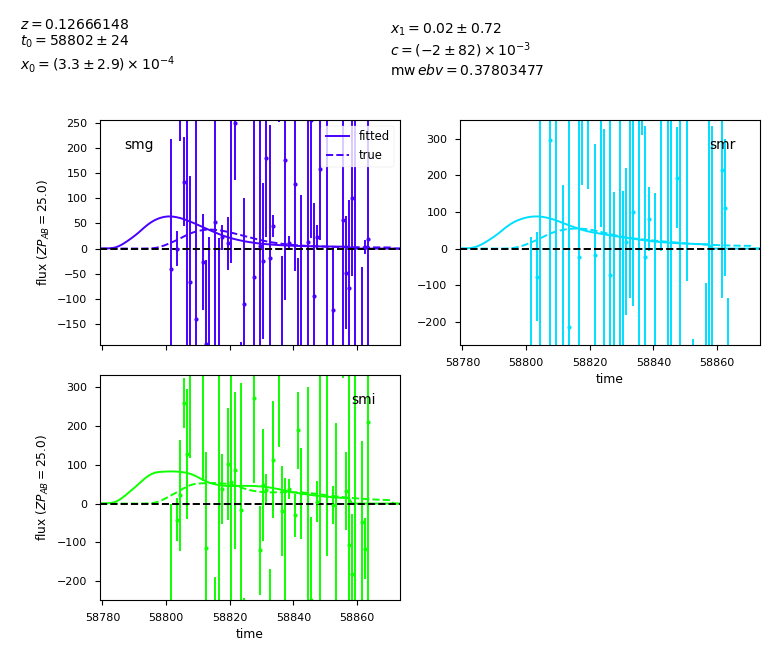 z = 0.12666148
t₀ = 58802 ± 24
x₀ = (3.3 ± 2.9) × 10⁻⁴
x₁ = 0.02 ± 0.72
c = (−2 ± 82) × 10⁻³
mw ebv = 0.37803477
smg
fitted
true
250
200
150
100
50
0
−50
−100
−150
flux (ZP_AB = 25.0)
smr
300
200
100
0
−100
−200
58780 58800 58820 58840 58860
time
smi
300
200
100
0
−100
−200
flux (ZP_AB = 25.0)
58780 58800 58820 58840 58860
time